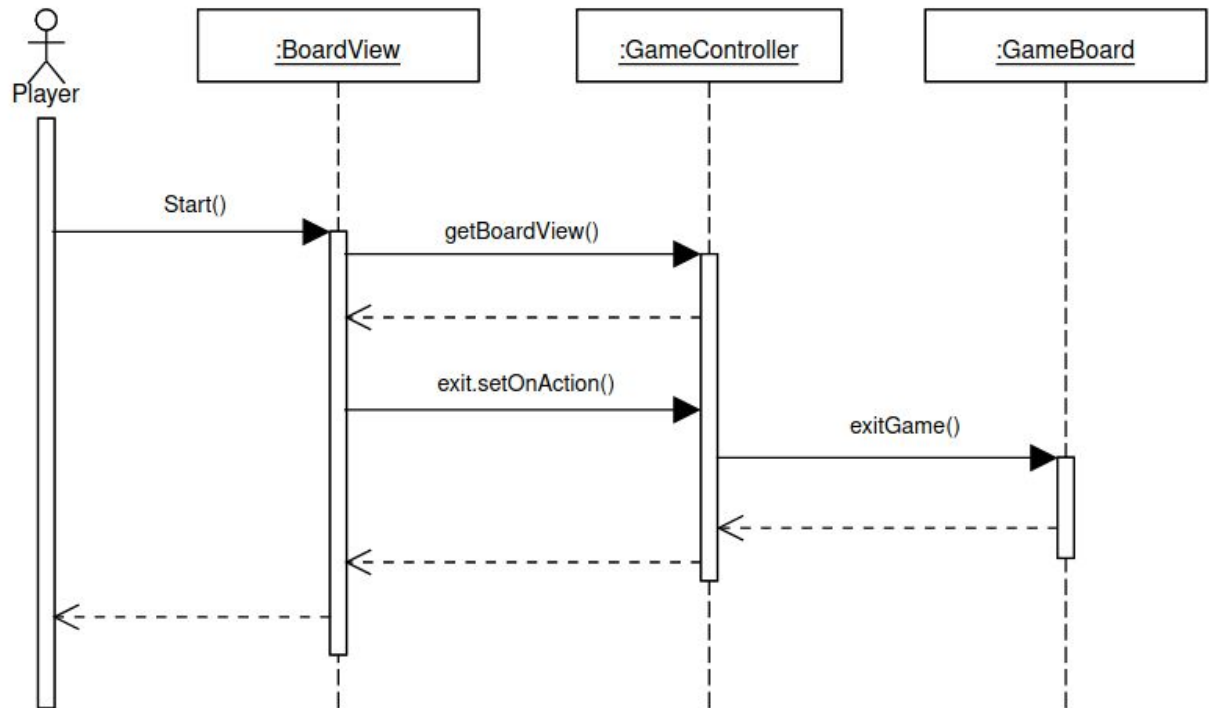 :BoardView
:GameController
:GameBoard
Player
Start()
getBoardView()
exit.setOnAction()
exitGame()